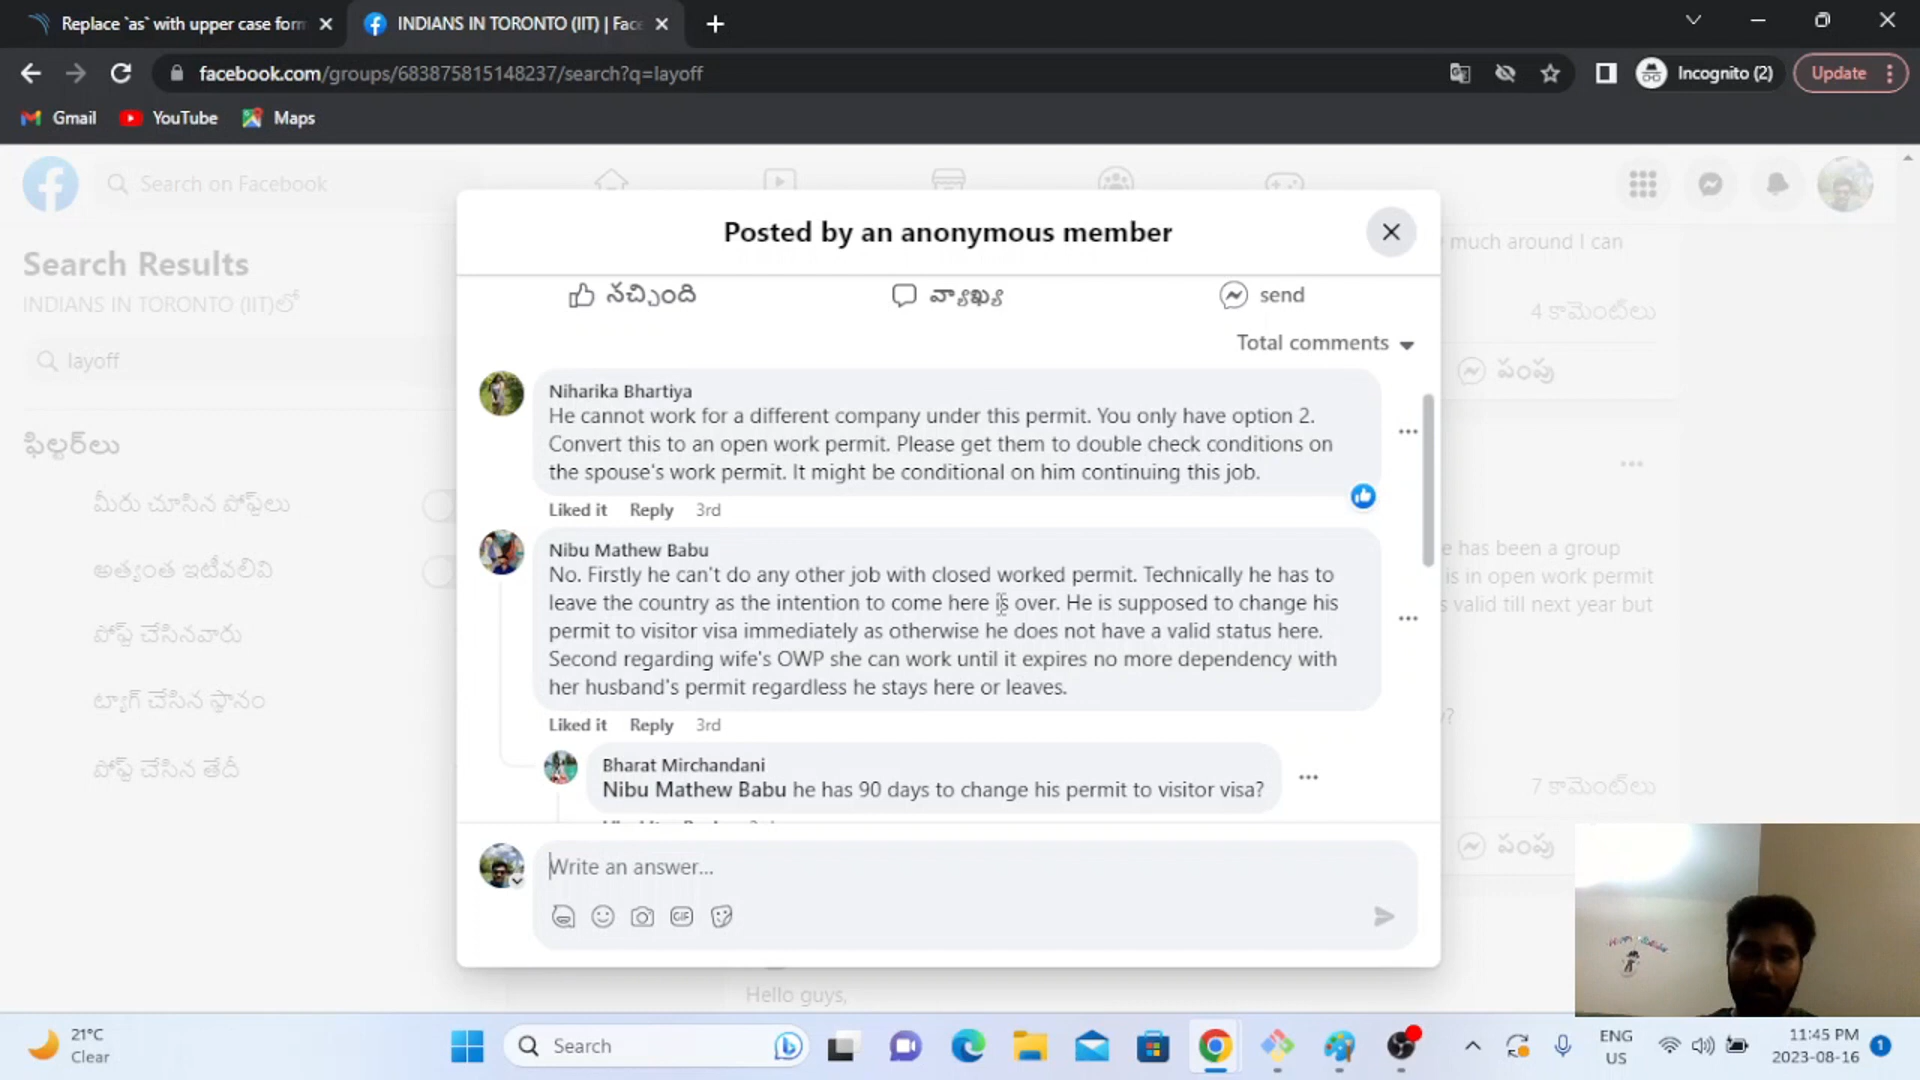 Replace `as` with upper case for
INDIANS IN TORONTO (IIT) | Fac
facebook.com/groups/683875815148237/search?q=layoff
Incognito (2)
Update
Gmail
YouTube
Maps
Search on Facebook
Search Results
INDIANS IN TORONTO (IIT)లో
layoff
ఫిల్టర్‌లు
మీరు చూసిన పోస్ట్‌లు
అత్యంత ఇటీవలివి
పోస్ట్ చేసినవారు
ట్యాగ్ చేసిన స్థానం
పోస్ట్ చేసిన తేదీ
Posted by an anonymous member
నచ్చింది
వ్యాఖ్య
send
Total comments
Niharika Bhartiya
He cannot work for a different company under this permit. You only have option 2.
Convert this to an open work permit. Please get them to double check conditions on
the spouse's work permit. It might be conditional on him continuing this job.
Liked it Reply 3rd
Nibu Mathew Babu
No. Firstly he can't do any other job with closed worked permit. Technically he has to
leave the country as the intention to come here is over. He is supposed to change his
permit to visitor visa immediately as otherwise he does not have a valid status here.
Second regarding wife's OWP she can work until it expires no more dependency with
her husband's permit regardless he stays here or leaves.
Liked it Reply 3rd
Bharat Mirchandani
Nibu Mathew Babu he has 90 days to change his permit to visitor visa?
Write an answer...
GIF
much around I can
4 కామెంట్‌లు
పంపు
e has been a group
is in open work permit
s valid till next year but
?
7 కామెంట్‌లు
పంపు
Hello guys,
21°C
Clear
Search
ENG
US
11:45 PM
2023-08-16
1